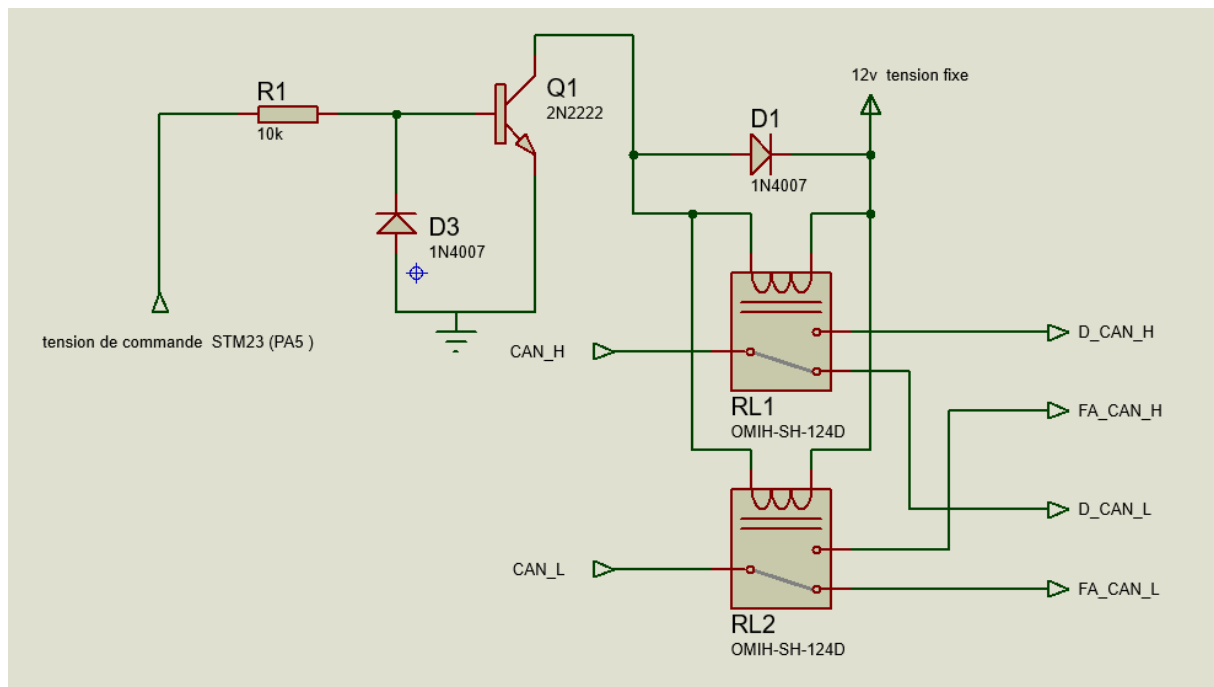 12v  tension fixe
R1
10k
Q1
2N2222
D1
1N4007
D3
1N4007
tension de commande  STM23 (PA5 )
CAN_H
RL1
OMIH-SH-124D
D_CAN_H
FA_CAN_H
D_CAN_L
CAN_L
FA_CAN_L
RL2
OMIH-SH-124D